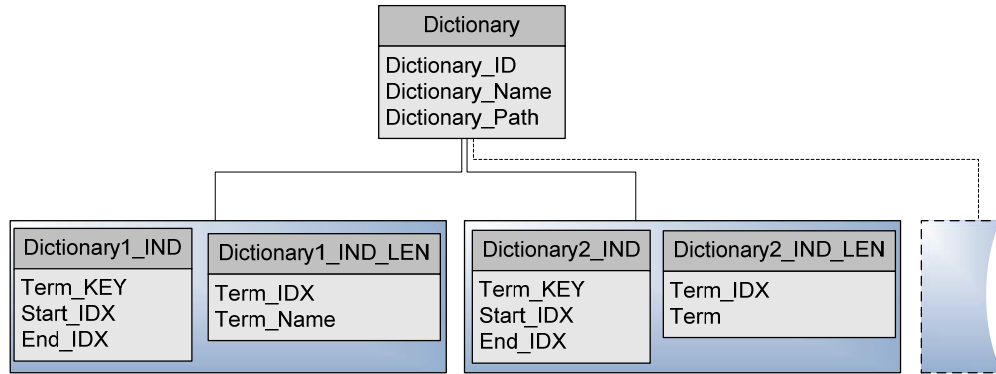 Dictionary
Dictionary_ID
Dictionary_Name
Dictionary_Path
Dictionary1_IND
Term_KEY
Start_IDX
End_IDX
Dictionary1_IND_LEN
Term_IDX
Term_Name
Dictionary2_IND
Term_KEY
Start_IDX
End_IDX
Dictionary2_IND_LEN
Term_IDX
Term